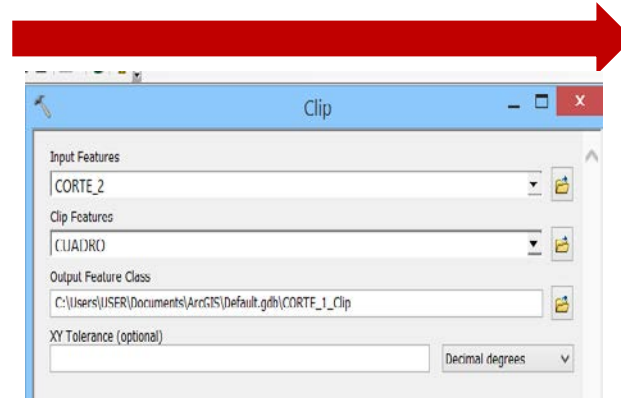 Clip
Input Features
CORTE_2
Clip Features
CUADRO
Output Feature Class
C:\Users\USER\Documents\ArcGIS\Default.gdb\CORTE_1_Clip
XY Tolerance (optional)
Decimal degrees